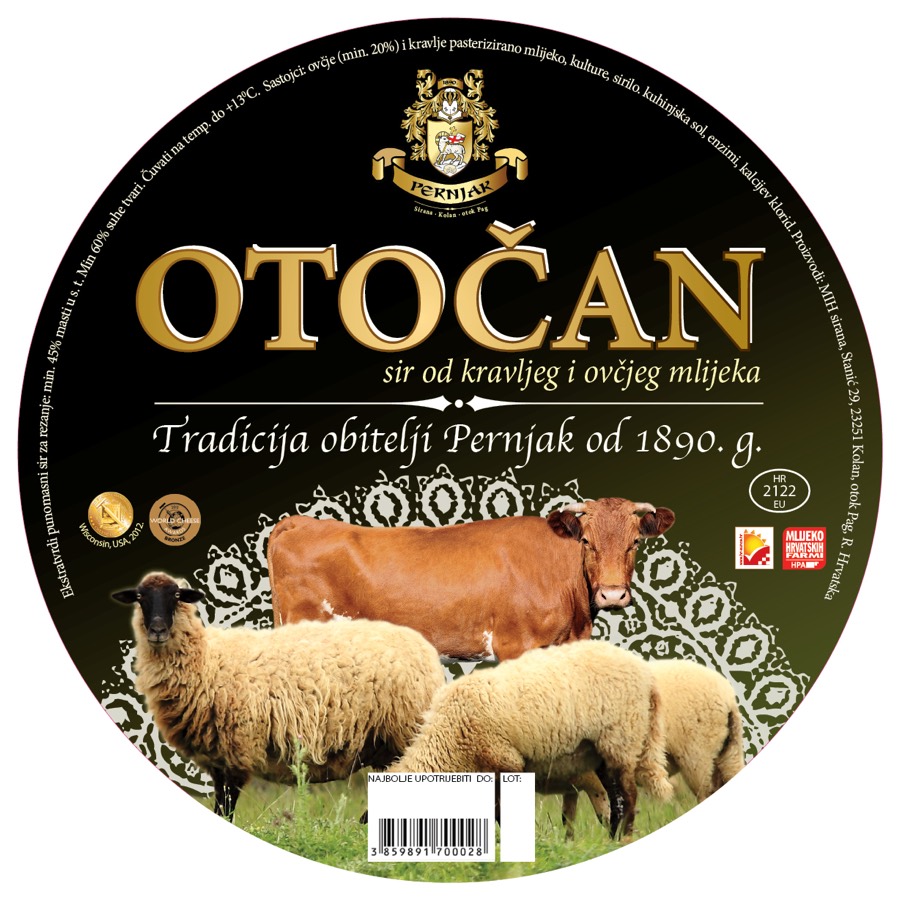 Ekstratvrdi punomasni sir za rezanje: min. 45% masti u s. t. Min 60% suhe tvari. Čuvati na temp. do +13°C. Sastojci: ovčje (min. 20%) i kravlje pasterizirano mlijeko, kulture, sirilo. kuhinjska sol, enzimi, kalcijev klorid. Proizvodi: MIH sirana, Stanić 29, 23251 Kolan, otok Pag, R. Hrvatska
1890
PERNJAK
Sirana · Kolan · otok Pag
OTOČAN
sir od kravljeg i ovčjeg mlijeka
Tradicija obitelji Pernjak od 1890. g.
Wisconsin, USA, 2012
WORLD CHEESE
BRONZE
HR
2122
EU
MLIJEKO
HRVATSKIH
FARMI
HPA
NAJBOLJE UPOTRIJEBITI DO:
LOT:
3 859891 700028